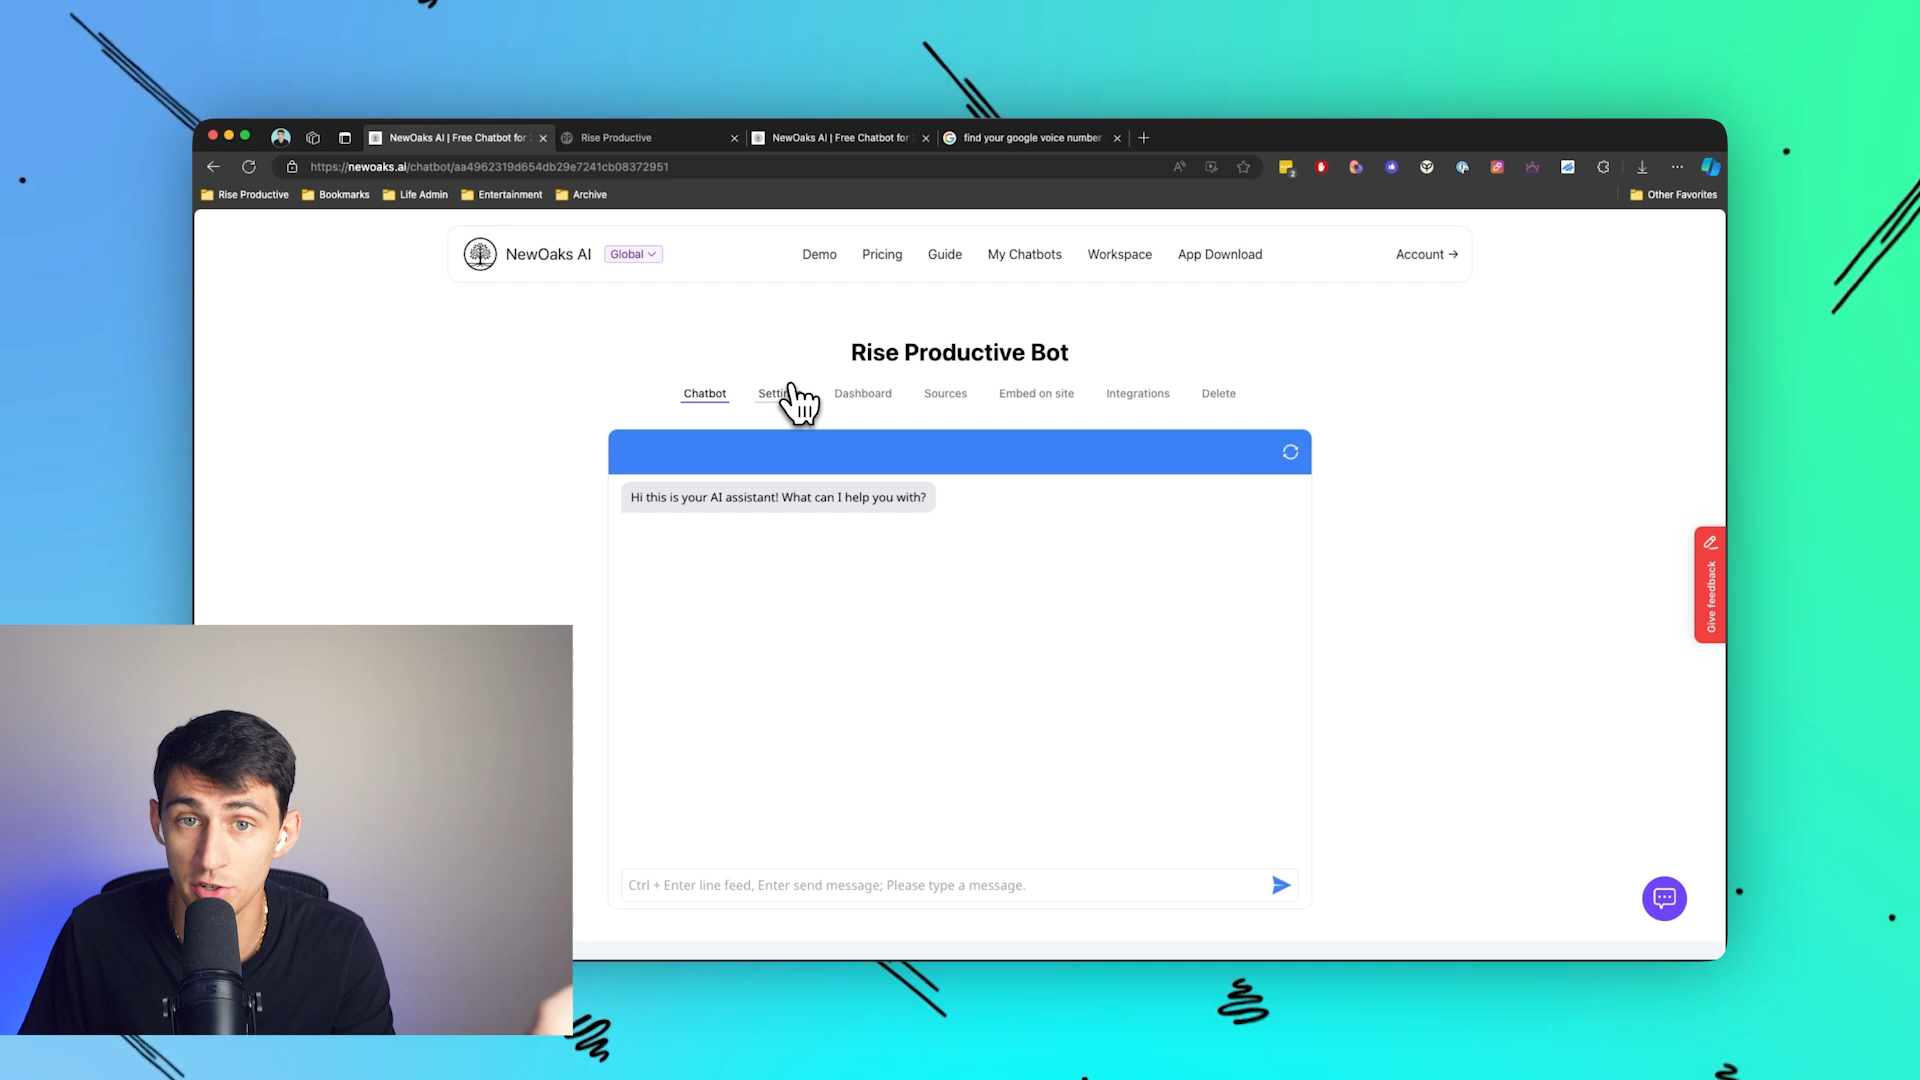 NewOaks AI | Free Chatbot for
Rise Productive
NewOaks AI | Free Chatbot for
find your google voice number
https://newoaks.ai/chatbot/aa4962319d654db29e7241cb08372951
2
Rise Productive
Bookmarks
Life Admin
Entertainment
Archive
Other Favorites
NewOaks AI
Global
Demo
Pricing
Guide
My Chatbots
Workspace
App Download
Account →
Rise Productive Bot
Chatbot
Dashboard
Sources
Embed on site
Integrations
Delete
Hi this is your AI assistant! What can I help you with?
Give feedback
Ctrl + Enter line feed, Enter send message; Please type a message.